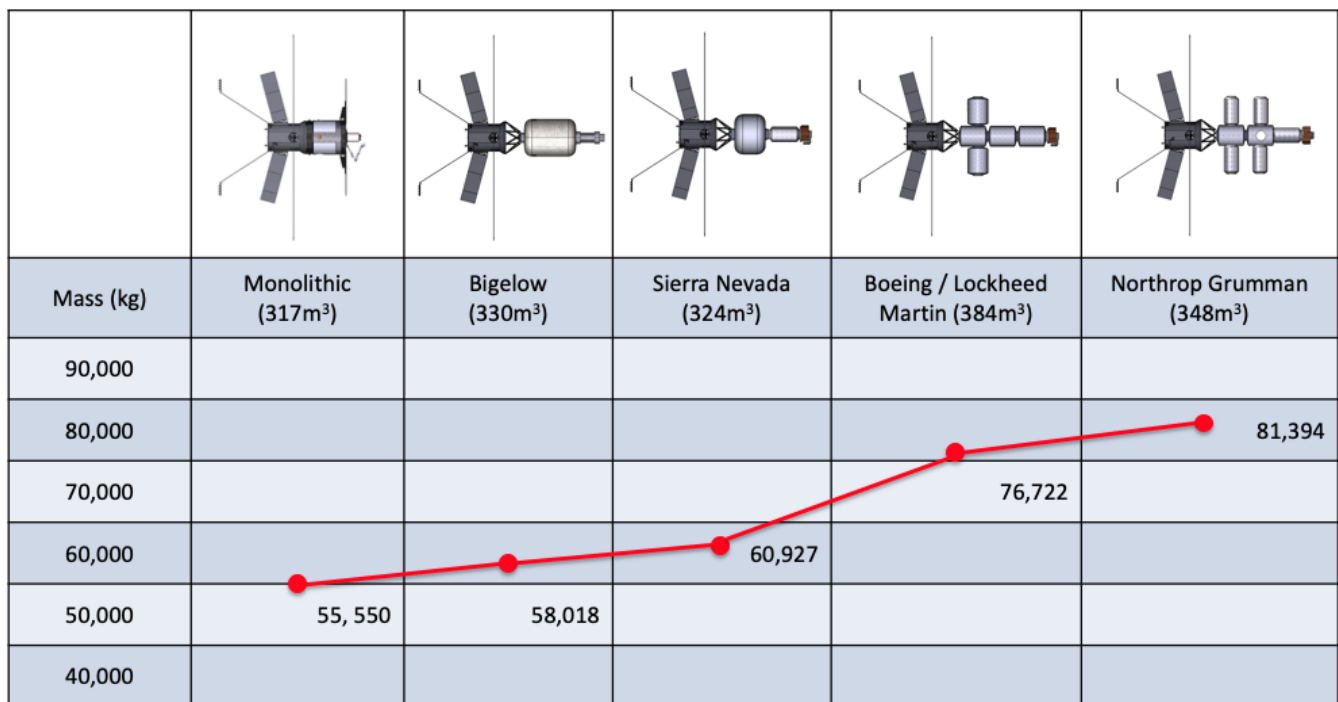 Mass (kg)
Monolithic
(317m³)
Bigelow
(330m³)
Sierra Nevada
(324m³)
Boeing / Lockheed
Martin (384m³)
Northrop Grumman
(348m³)
90,000
80,000
81,394
70,000
76,722
60,000
60,927
50,000
55, 550
58,018
40,000